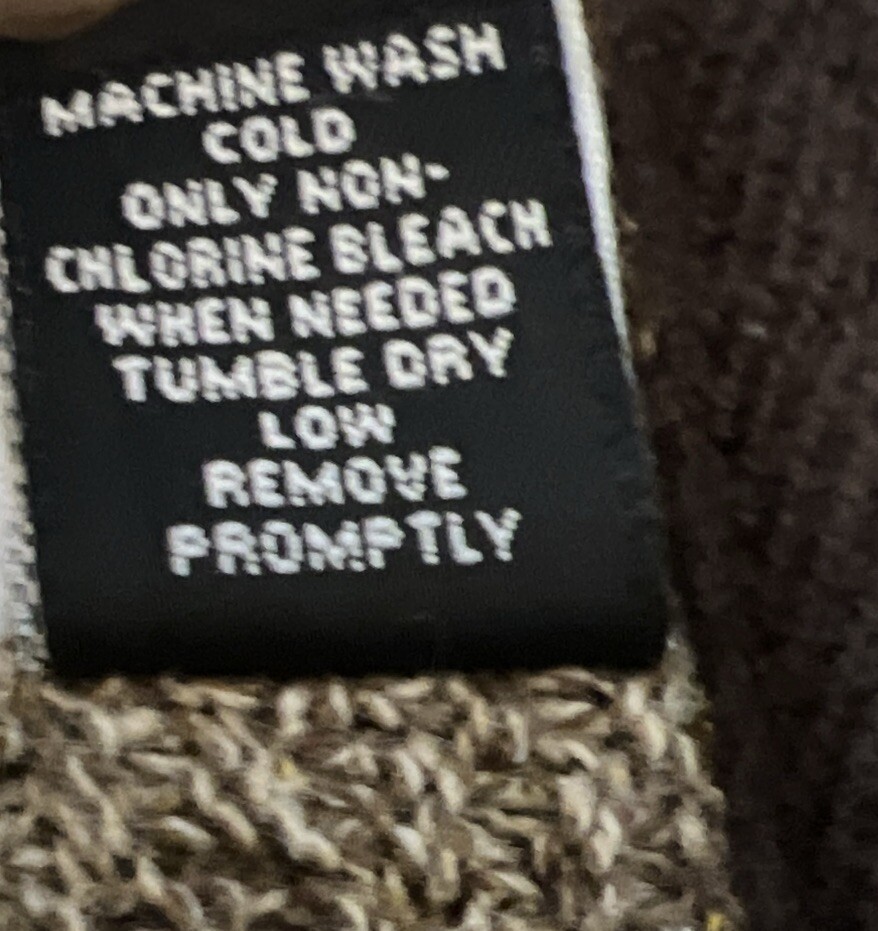 MACHINE WASH
COLD
ONLY NON-
CHLORINE BLEACH
WHEN NEEDED
TUMBLE DRY
LOW
REMOVE
PROMPTLY